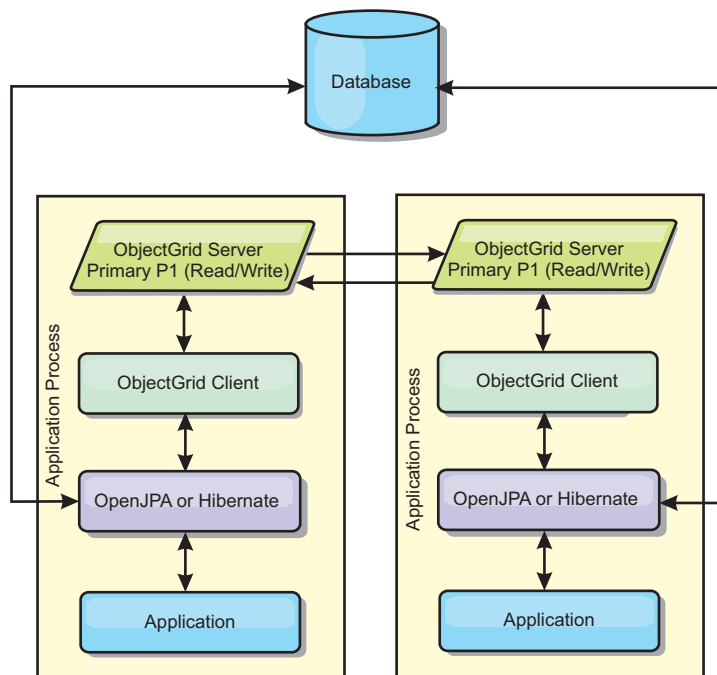 Database
ObjectGrid Server
Primary P1 (Read/Write)
ObjectGrid Client
OpenJPA or Hibernate
Application
Application Process
ObjectGrid Server
Primary P1 (Read/Write)
ObjectGrid Client
OpenJPA or Hibernate
Application
Application Process